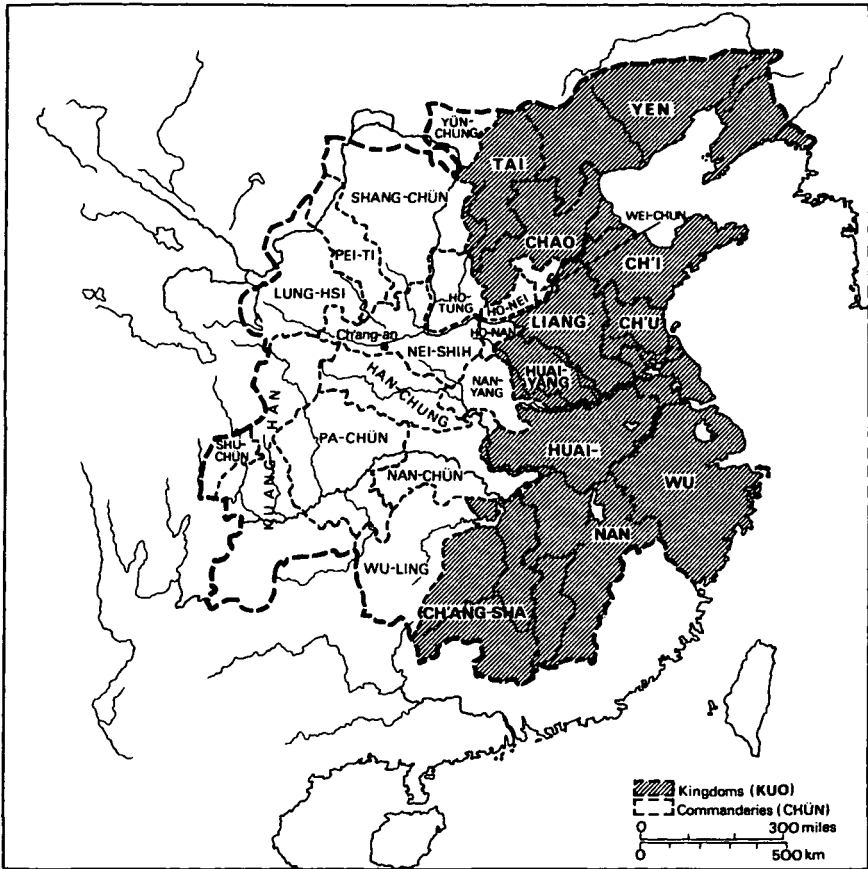 YÜN-
CHUNG
YEN
TAI
SHANG-CHÜN
WEI-CHUN
CHAO
PEI-TI
CH'I
LUNG-HSI
HO-
TUNG
HO-NEI
LIANG
CH'U
Ch'ang-an
HO-NAN
NEI-SHIH
HUAI-
YANG
NAN-
YANG
HAN-CHUNG
KUANG-HAN
PA-CHÜN
SHU-
CHÜN
HUAI-
NAN-CHÜN
WU
NAN
WU-LING
CH'ANG-SHA
Kingdoms (KUO)
Commanderies (CHÜN)
0 300 miles
0 500 km